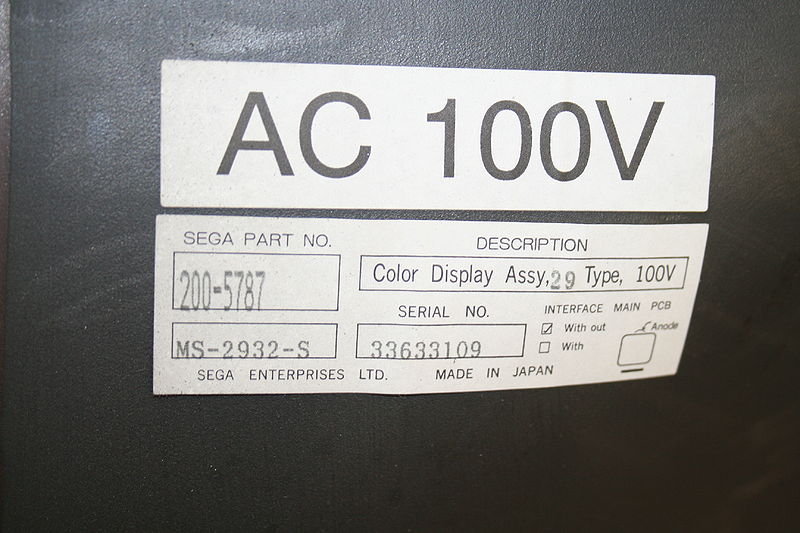 AC 100V
SEGA PART NO.
DESCRIPTION
200-5787
Color Display Assy, 29 Type, 100V
SERIAL NO.
INTERFACE MAIN PCB
☑ With out
Anode
MS-2932-S
33633109
☐ With
SEGA ENTERPRISES LTD.
MADE IN JAPAN